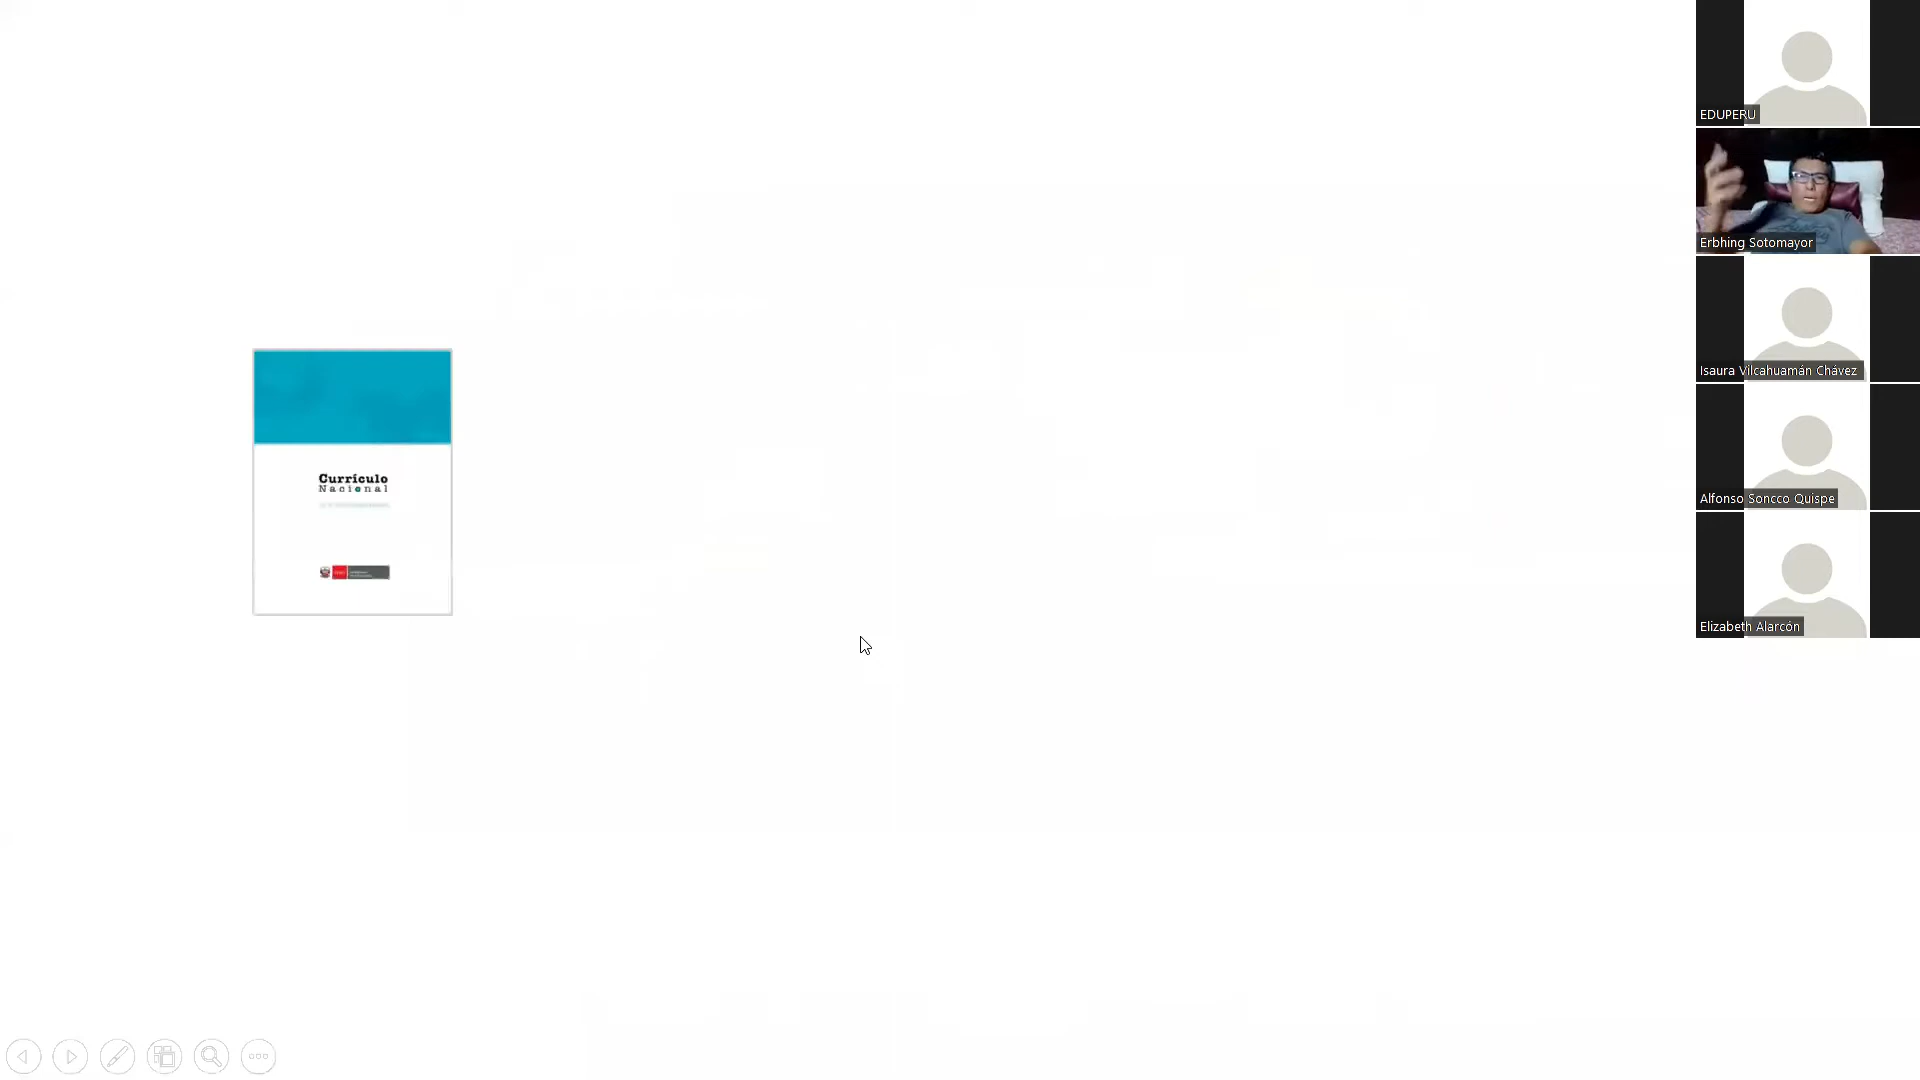 EDUPERU
Erbhing Sotomayor
Isaura Vilcahuamán Chávez
Currículo
Nacional
Alfonso Soncco Quispe
Elizabeth Alarcón